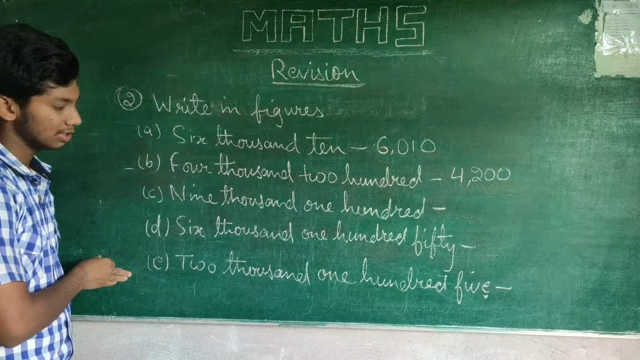 MATHS
Revision
(2) Write in figures
(a) Six thousand ten – 6,010
(b) Four thousand two hundred – 4,200
(c) Nine thousand one hundred –
(d) Six thousand one hundred fifty –
(e) Two thousand one hundred five –